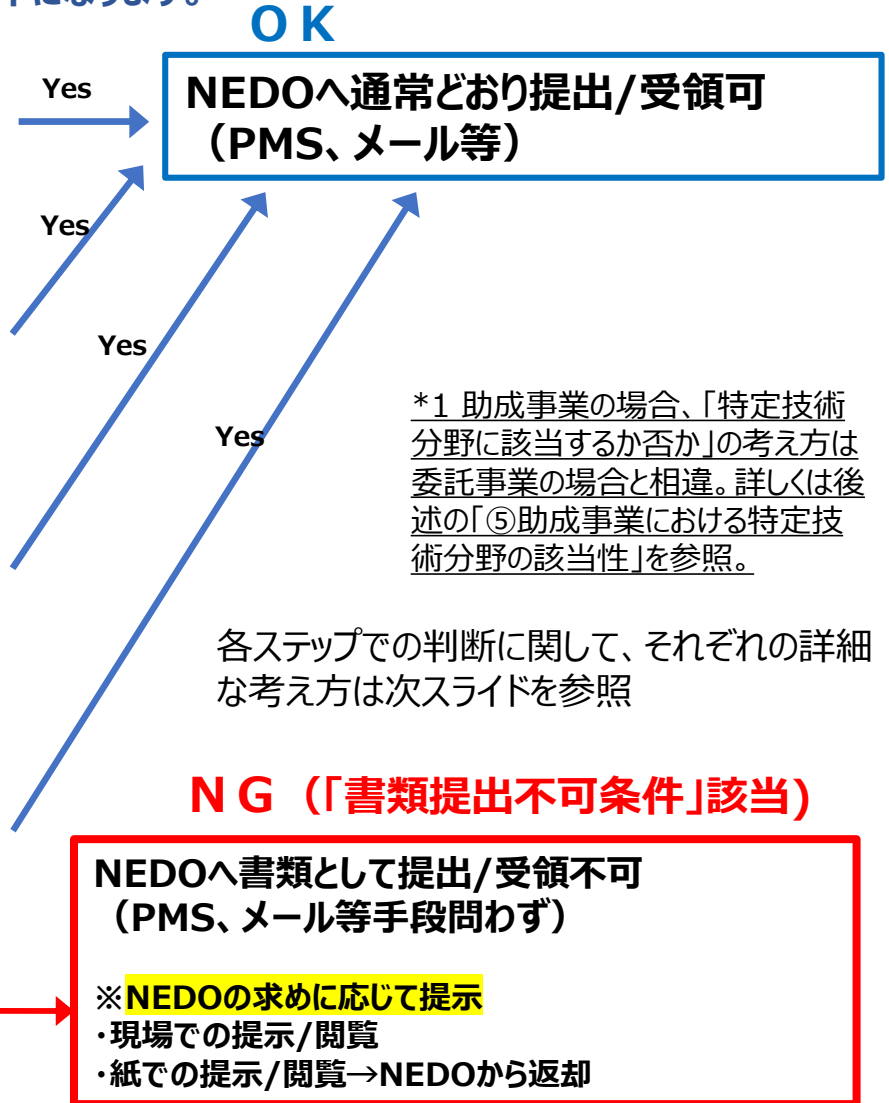 になります。
ＯＫ
Yes
NEDOへ通常どおり提出/受領可
（PMS、メール等）
Yes
Yes
Yes
*1 助成事業の場合、「特定技術
分野に該当するか否か」の考え方は
委託事業の場合と相違。詳しくは後
述の「⑤助成事業における特定技
術分野の該当性」を参照。
各ステップでの判断に関して、それぞれの詳細
な考え方は次スライドを参照
ＮＧ（「書類提出不可条件」該当)
NEDOへ書類として提出/受領不可
（PMS、メール等手段問わず）
※NEDOの求めに応じて提示
・現場での提示/閲覧
・紙での提示/閲覧→NEDOから返却